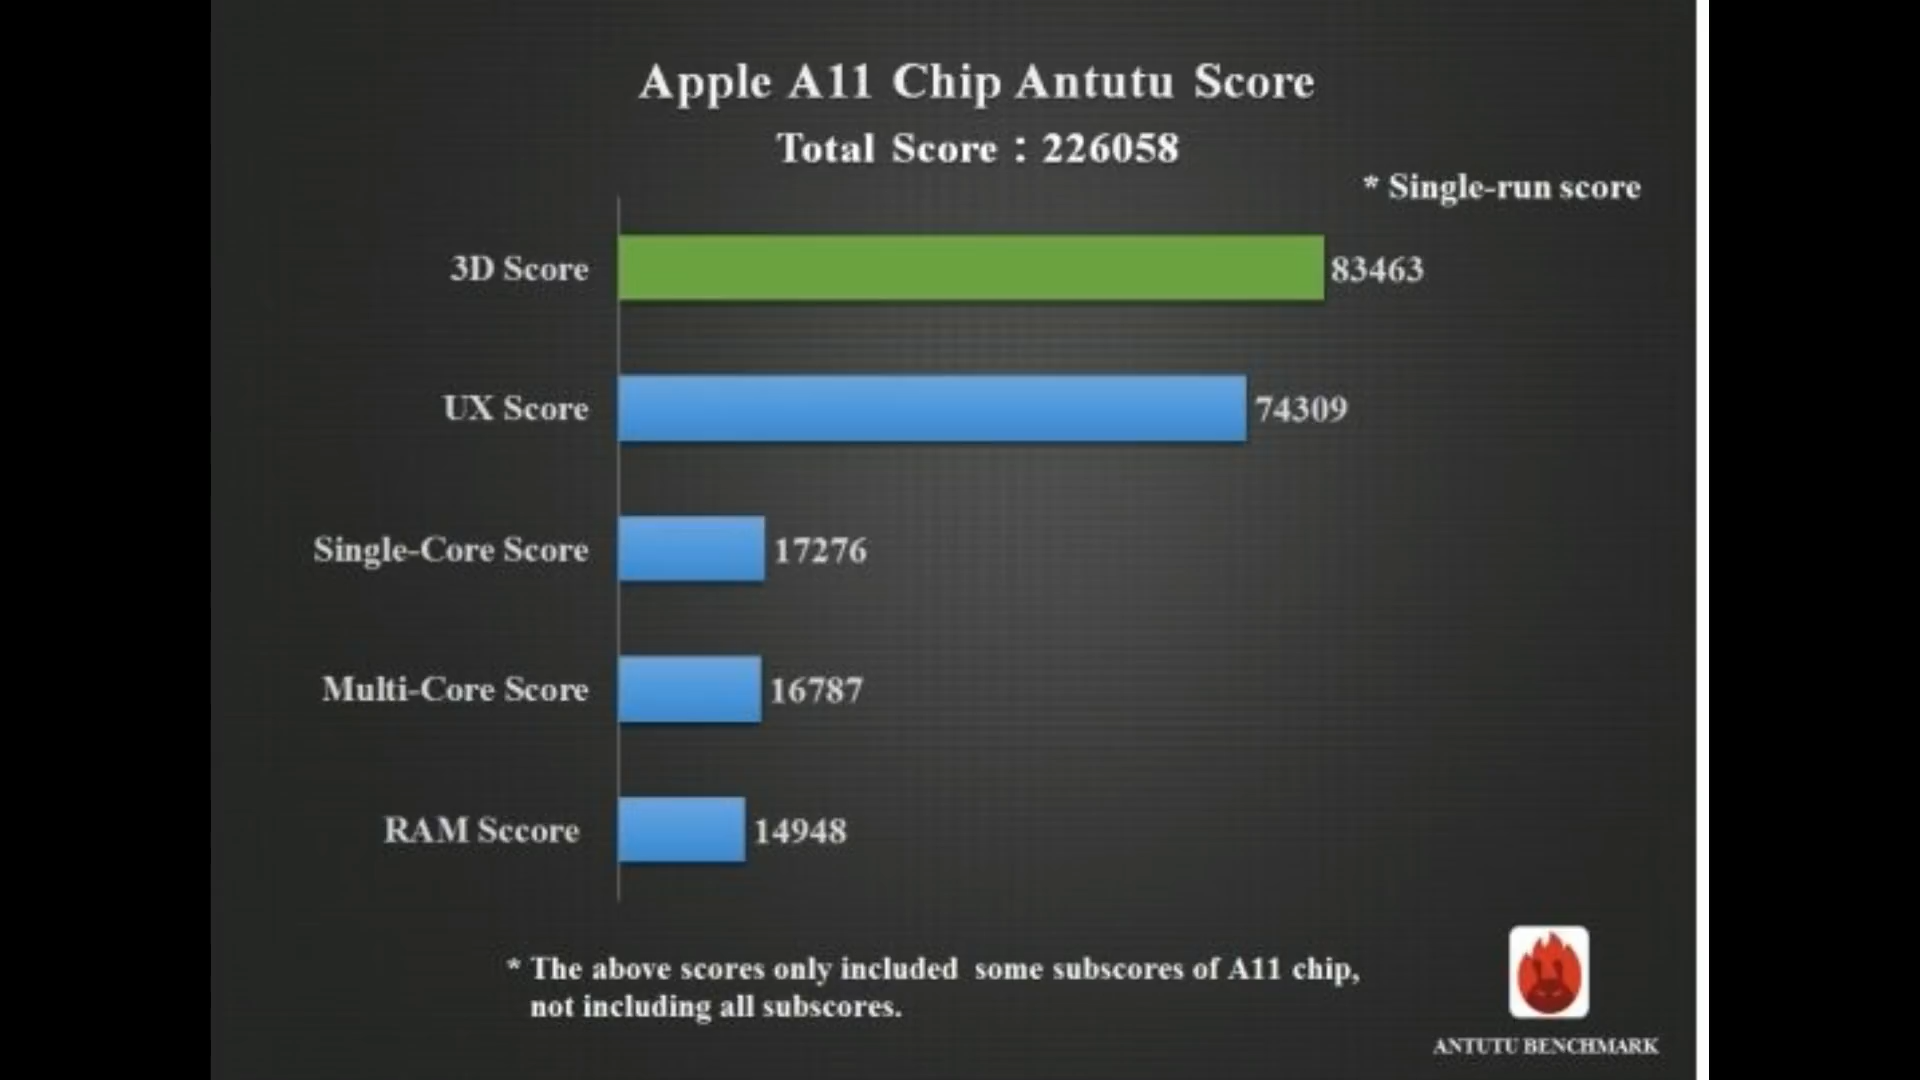 Apple A11 Chip Antutu Score
Total Score : 226058
* Single-run score
3D Score 83463
UX Score 74309
Single-Core Score 17276
Multi-Core Score 16787
RAM Sccore 14948
* The above scores only included some subscores of A11 chip,
not including all subscores.
ANTUTU BENCHMARK